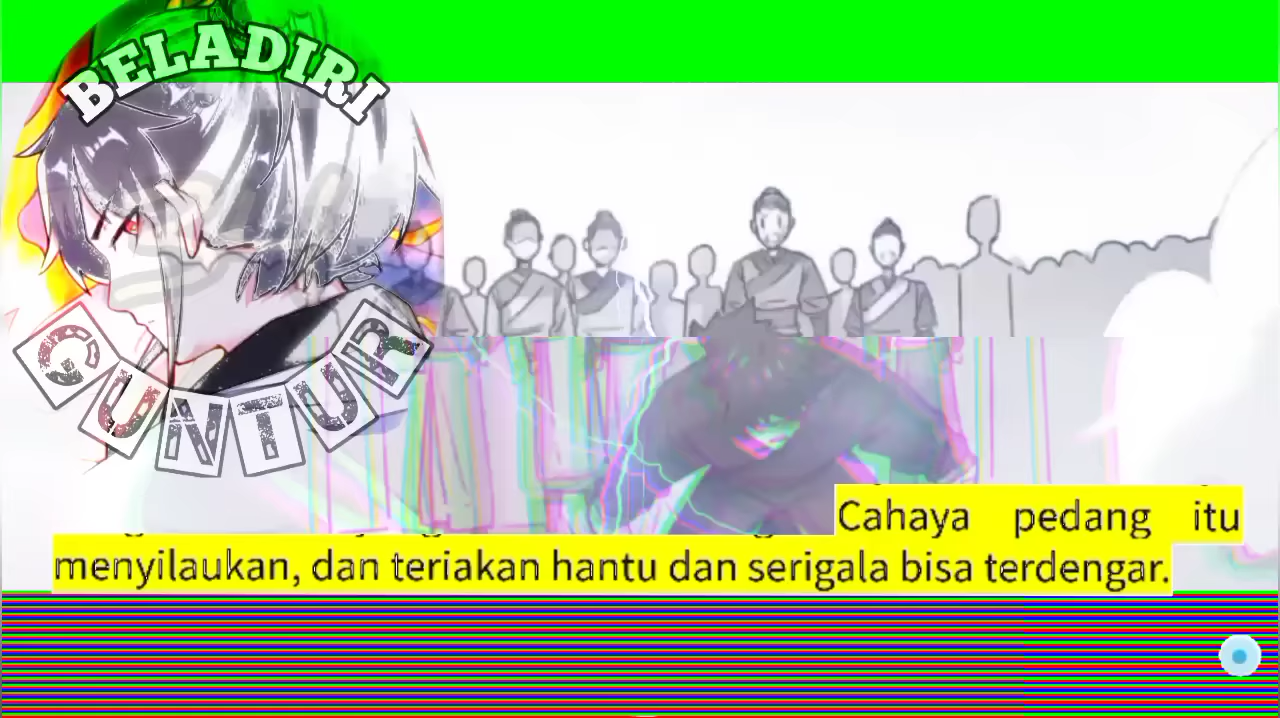 BELADIRI
GUNTUR
Cahaya pedang itu
menyilaukan, dan teriakan hantu dan serigala bisa terdengar.